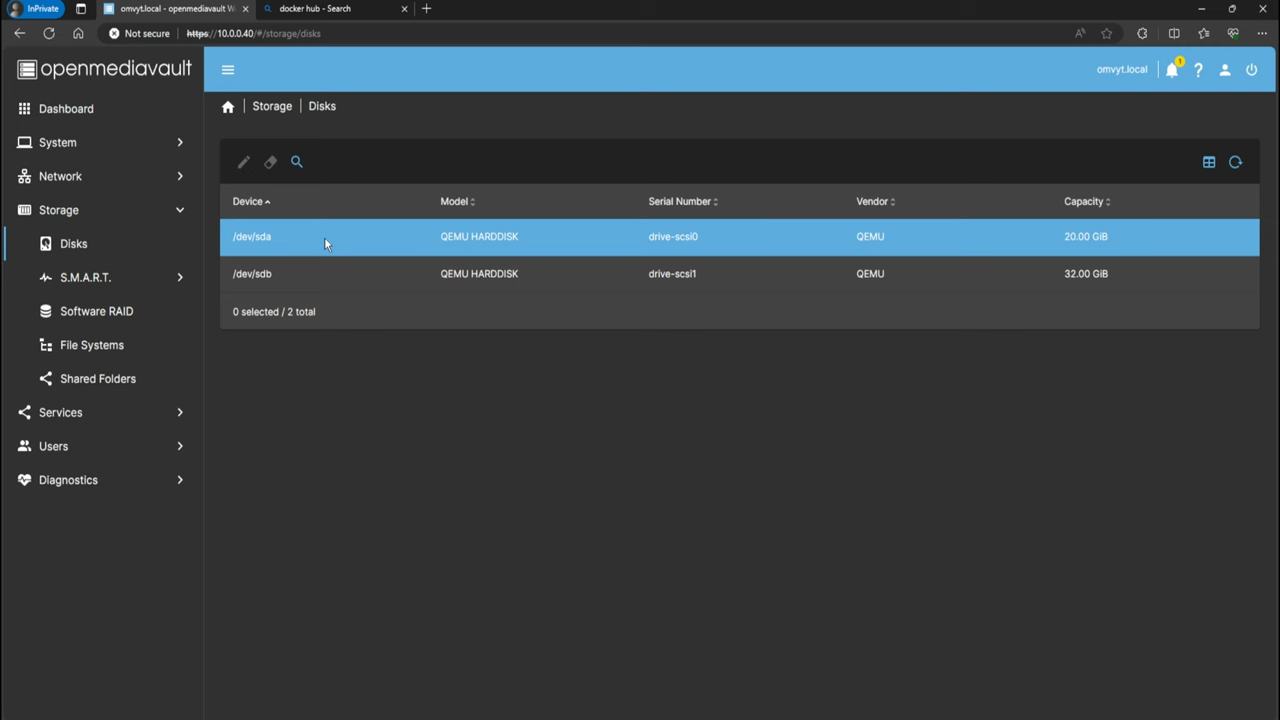 InPrivate
omvyt.local - openmediavault W
docker hub - Search
Not secure
https://10.0.0.40/#/storage/disks
openmediavault
omvyt.local
1
Dashboard
System
Network
Storage
Disks
S.M.A.R.T.
Software RAID
File Systems
Shared Folders
Services
Users
Diagnostics
Storage | Disks
Device Model Serial Number Vendor Capacity
/dev/sda QEMU HARDDISK drive-scsi0 QEMU 20.00 GiB
/dev/sdb QEMU HARDDISK drive-scsi1 QEMU 32.00 GiB
0 selected / 2 total